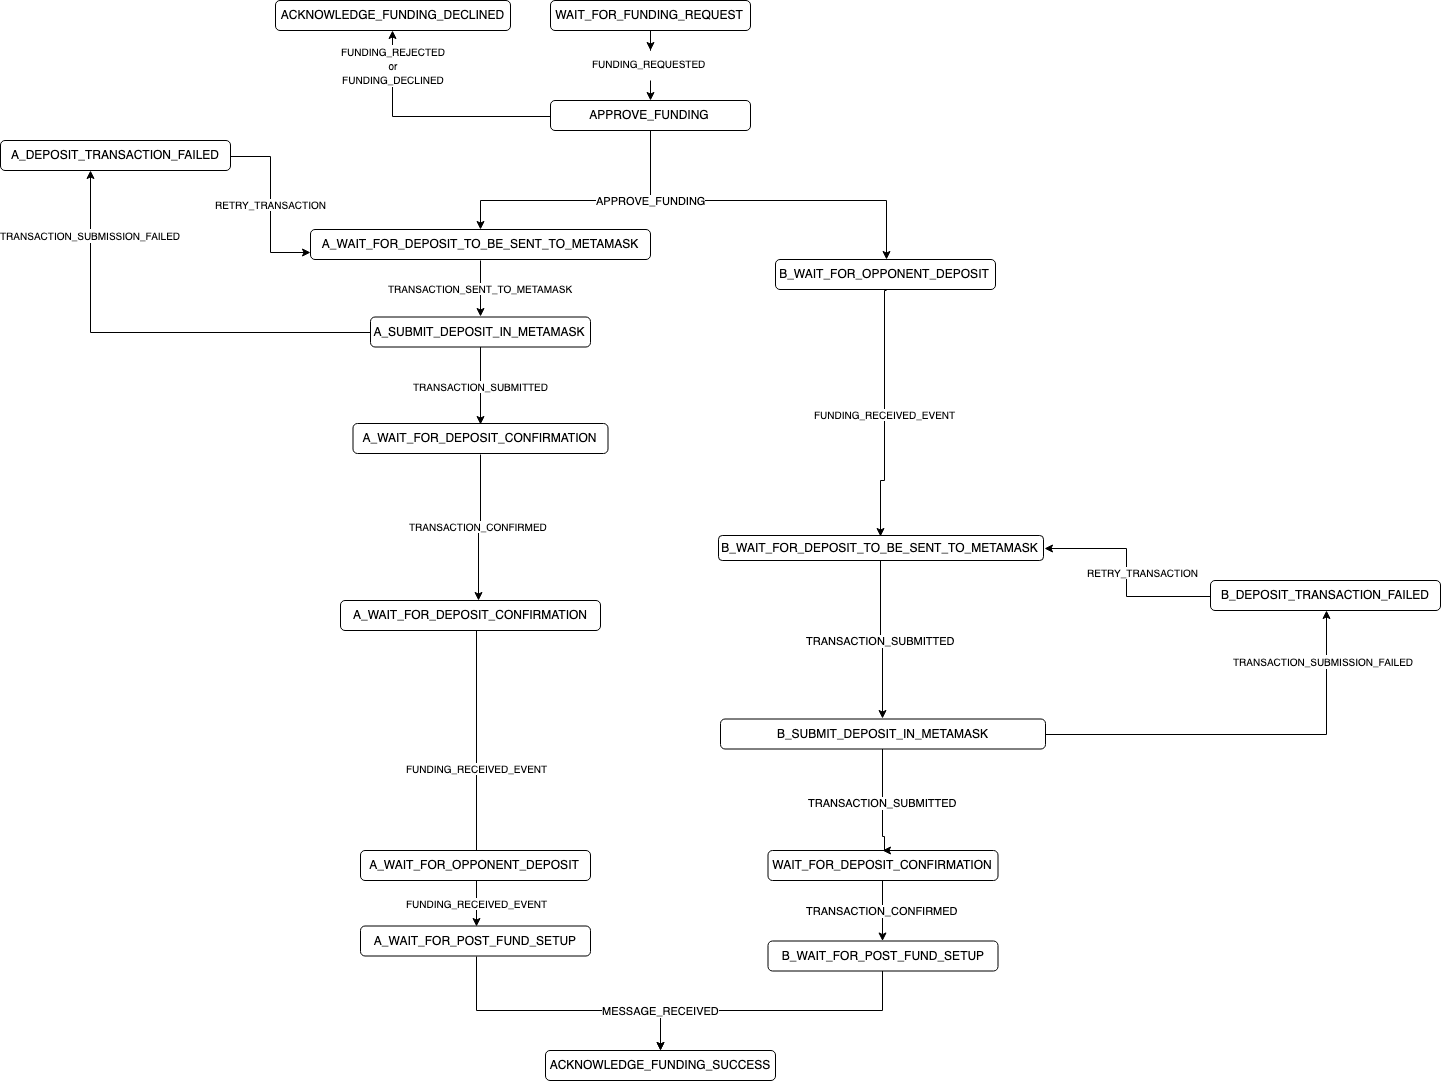 ACKNOWLEDGE_FUNDING_DECLINED
WAIT_FOR_FUNDING_REQUEST
FUNDING_REJECTED
or
FUNDING_DECLINED
FUNDING_REQUESTED
APPROVE_FUNDING
A_DEPOSIT_TRANSACTION_FAILED
RETRY_TRANSACTION
APPROVE_FUNDING
TRANSACTION_SUBMISSION_FAILED
A_WAIT_FOR_DEPOSIT_TO_BE_SENT_TO_METAMASK
B_WAIT_FOR_OPPONENT_DEPOSIT
TRANSACTION_SENT_TO_METAMASK
A_SUBMIT_DEPOSIT_IN_METAMASK
TRANSACTION_SUBMITTED
FUNDING_RECEIVED_EVENT
A_WAIT_FOR_DEPOSIT_CONFIRMATION
TRANSACTION_CONFIRMED
B_WAIT_FOR_DEPOSIT_TO_BE_SENT_TO_METAMASK
RETRY_TRANSACTION
B_DEPOSIT_TRANSACTION_FAILED
A_WAIT_FOR_DEPOSIT_CONFIRMATION
TRANSACTION_SUBMITTED
TRANSACTION_SUBMISSION_FAILED
B_SUBMIT_DEPOSIT_IN_METAMASK
FUNDING_RECEIVED_EVENT
TRANSACTION_SUBMITTED
A_WAIT_FOR_OPPONENT_DEPOSIT
WAIT_FOR_DEPOSIT_CONFIRMATION
FUNDING_RECEIVED_EVENT
TRANSACTION_CONFIRMED
A_WAIT_FOR_POST_FUND_SETUP
B_WAIT_FOR_POST_FUND_SETUP
MESSAGE_RECEIVED
ACKNOWLEDGE_FUNDING_SUCCESS